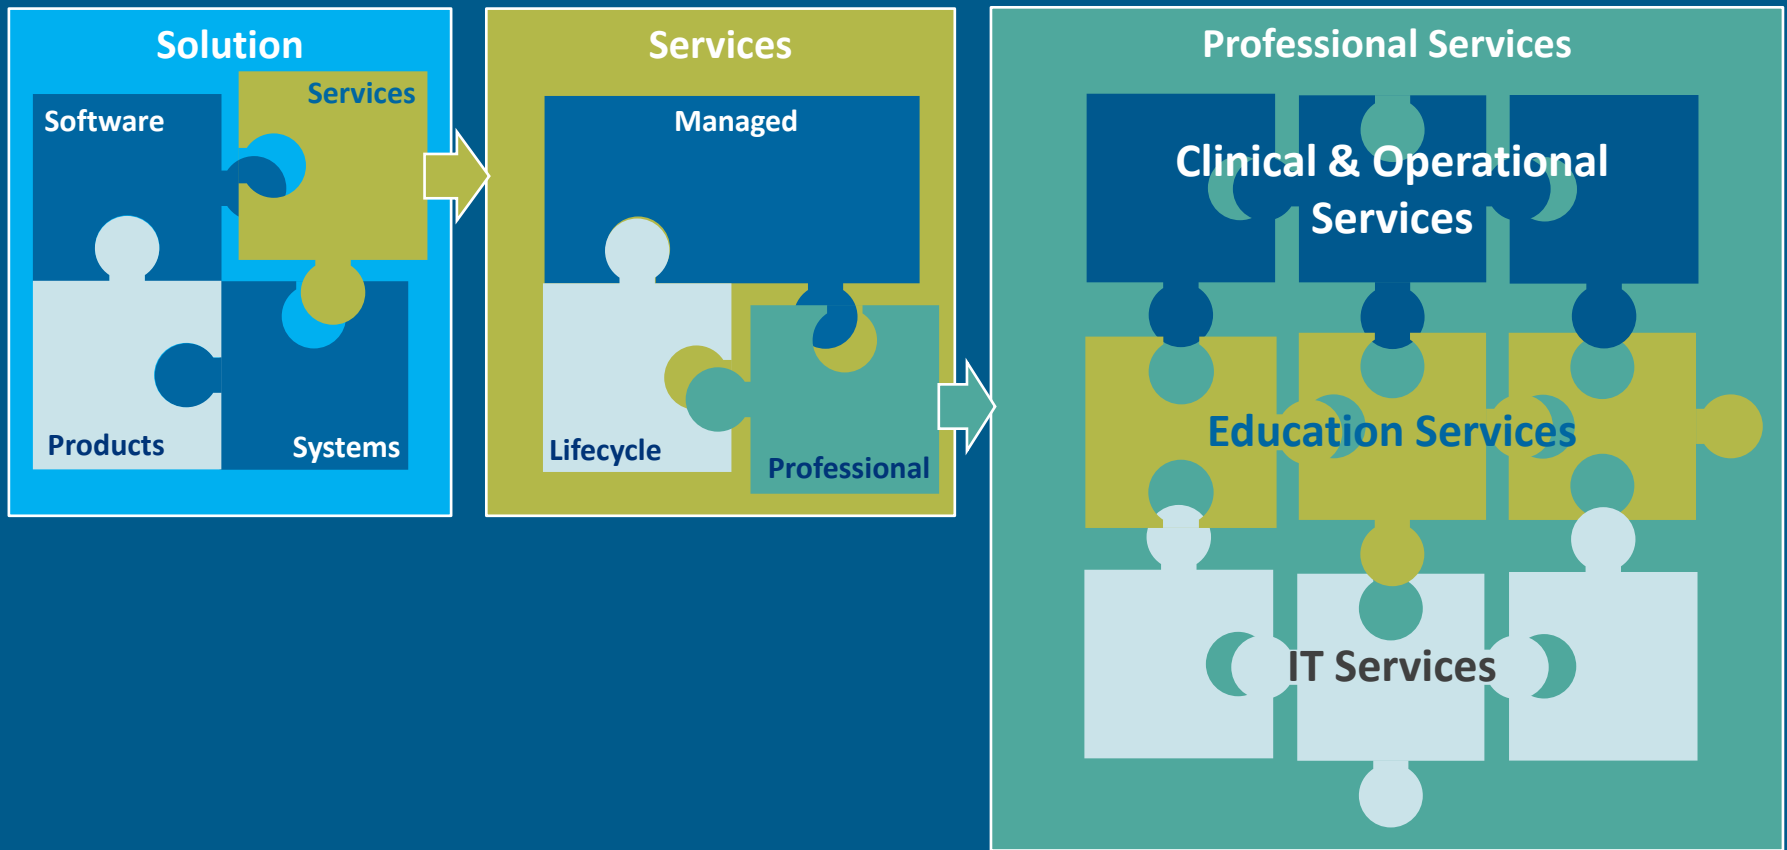 Solution
Services
Software
Products
Systems
Services
Managed
Lifecycle
Professional
Professional Services
Clinical & Operational
Services
Education Services
IT Services